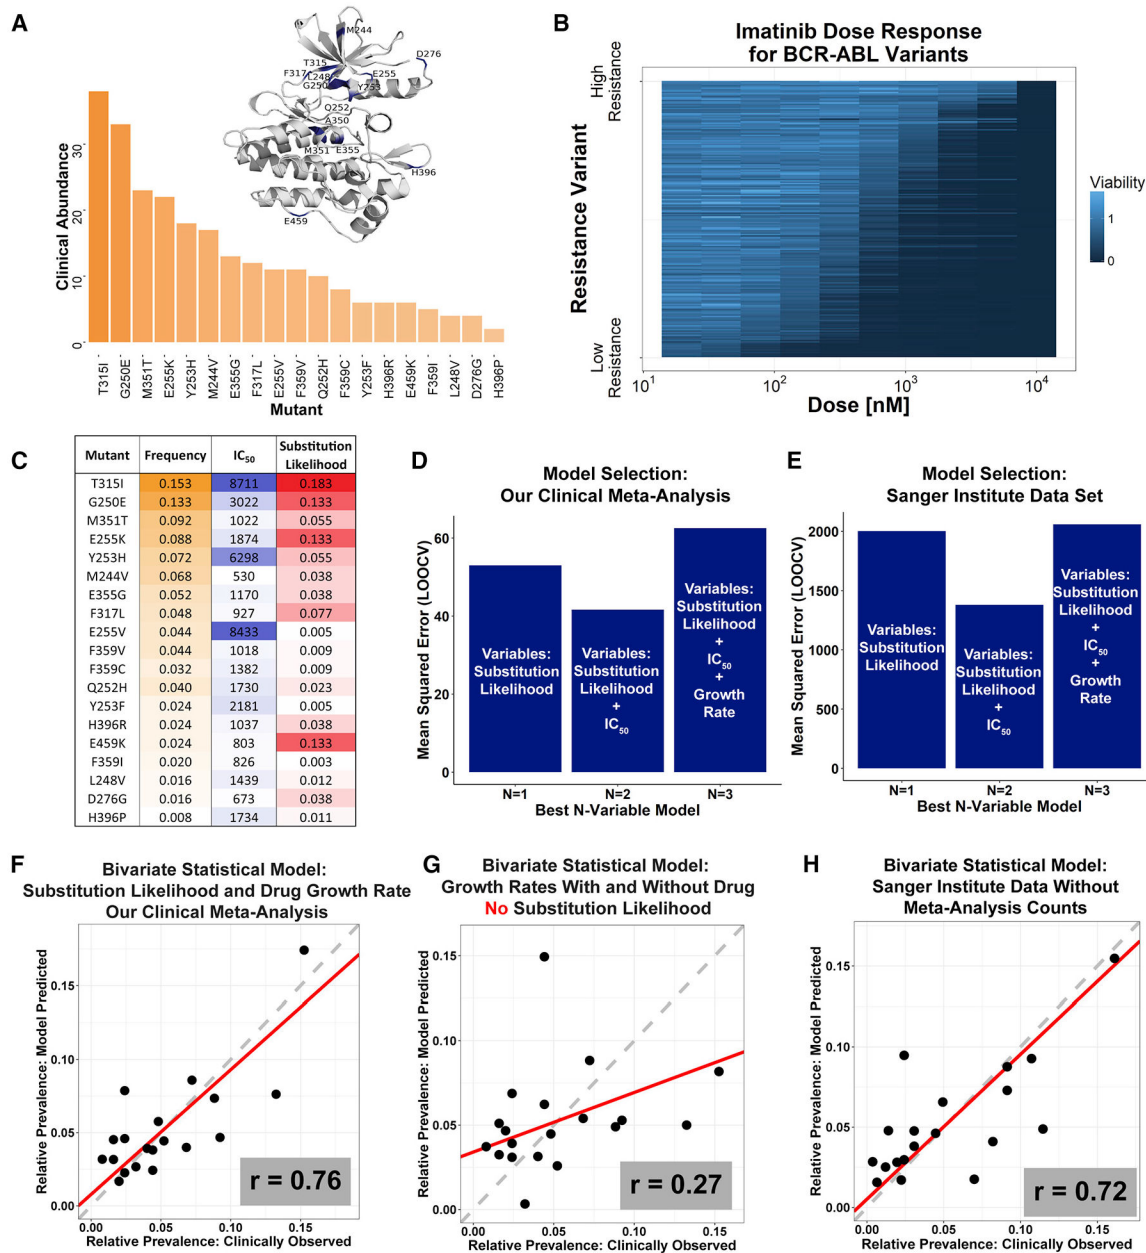 A
M244
D276
T315
F317
L248
E255
G250
Y253
Q252
A350
M351
E355
H396
E459
Clinical Abundance
30
20
10
0
T315I
G250E
M351T
E255K
Y253H
M244V
E355G
F317L
E255V
F359V
Q252H
F359C
Y253F
H396R
E459K
F359I
L248V
D276G
H396P
Mutant
B
Imatinib Dose Response
for BCR-ABL Variants
High
Resistance
Resistance Variant
Low
Resistance
10¹ 10² 10³ 10⁴
Dose [nM]
Viability
1
0
C
Mutant Frequency IC₅₀ Substitution Likelihood
T315I 0.153 8711 0.183
G250E 0.133 3022 0.133
M351T 0.092 1022 0.055
E255K 0.088 1874 0.133
Y253H 0.072 6298 0.055
M244V 0.068 530 0.038
E355G 0.052 1170 0.038
F317L 0.048 927 0.077
E255V 0.044 8433 0.005
F359V 0.044 1018 0.009
F359C 0.032 1382 0.009
Q252H 0.040 1730 0.023
Y253F 0.024 2181 0.005
H396R 0.024 1037 0.038
E459K 0.024 803 0.133
F359I 0.020 826 0.003
L248V 0.016 1439 0.012
D276G 0.016 673 0.038
H396P 0.008 1734 0.011
D
Model Selection:
Our Clinical Meta-Analysis
Mean Squared Error (LOOCV)
60
40
20
0
Variables:
Substitution
Likelihood
Variables:
Substitution
Likelihood
+
IC₅₀
Variables:
Substitution
Likelihood
+
IC₅₀
+
Growth
Rate
N=1 N=2 N=3
Best N-Variable Model
E
Model Selection:
Sanger Institute Data Set
Mean Squared Error (LOOCV)
2000
1500
1000
500
0
Variables:
Substitution
Likelihood
Variables:
Substitution
Likelihood
+
IC₅₀
Variables:
Substitution
Likelihood
+
IC₅₀
+
Growth
Rate
N=1 N=2 N=3
Best N-Variable Model
F
Bivariate Statistical Model:
Substitution Likelihood and Drug Growth Rate
Our Clinical Meta-Analysis
Relative Prevalence: Model Predicted
0.15
0.10
0.05
0.00
r = 0.76
0.00 0.05 0.10 0.15
Relative Prevalence: Clinically Observed
G
Bivariate Statistical Model:
Growth Rates With and Without Drug
No Substitution Likelihood
Relative Prevalence: Model Predicted
0.15
0.10
0.05
0.00
r = 0.27
0.00 0.05 0.10 0.15
Relative Prevalence: Clinically Observed
H
Bivariate Statistical Model:
Sanger Institute Data Without
Meta-Analysis Counts
Relative Prevalence: Model Predicted
0.15
0.10
0.05
0.00
r = 0.72
0.00 0.05 0.10 0.15
Relative Prevalence: Clinically Observed